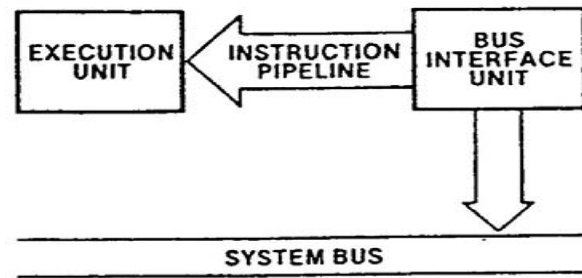 EXECUTION
UNIT
INSTRUCTION
PIPELINE
BUS
INTERFACE
UNIT
SYSTEM BUS